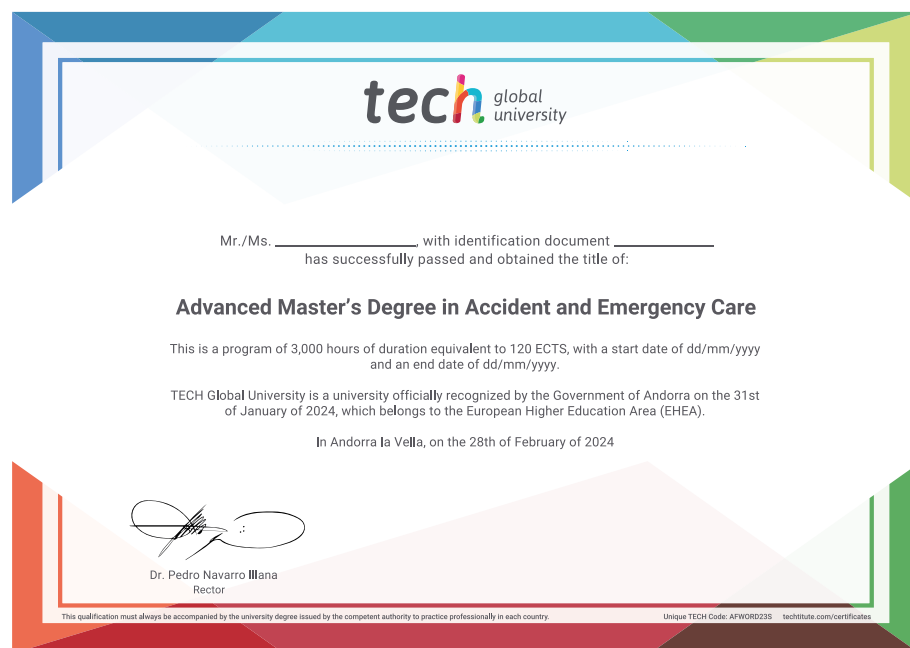 tech global university
Mr./Ms. ____________________, with identification document ______________
has successfully passed and obtained the title of:
Advanced Master's Degree in Accident and Emergency Care
This is a program of 3,000 hours of duration equivalent to 120 ECTS, with a start date of dd/mm/yyyy
and an end date of dd/mm/yyyy.
TECH Global University is a university officially recognized by the Government of Andorra on the 31st
of January of 2024, which belongs to the European Higher Education Area (EHEA).
In Andorra la Vella, on the 28th of February of 2024
Dr. Pedro Navarro Illana
Rector
This qualification must always be accompanied by the university degree issued by the competent authority to practice professionally in each country.
Unique TECH Code: AFWORD23S techtitute.com/certificates